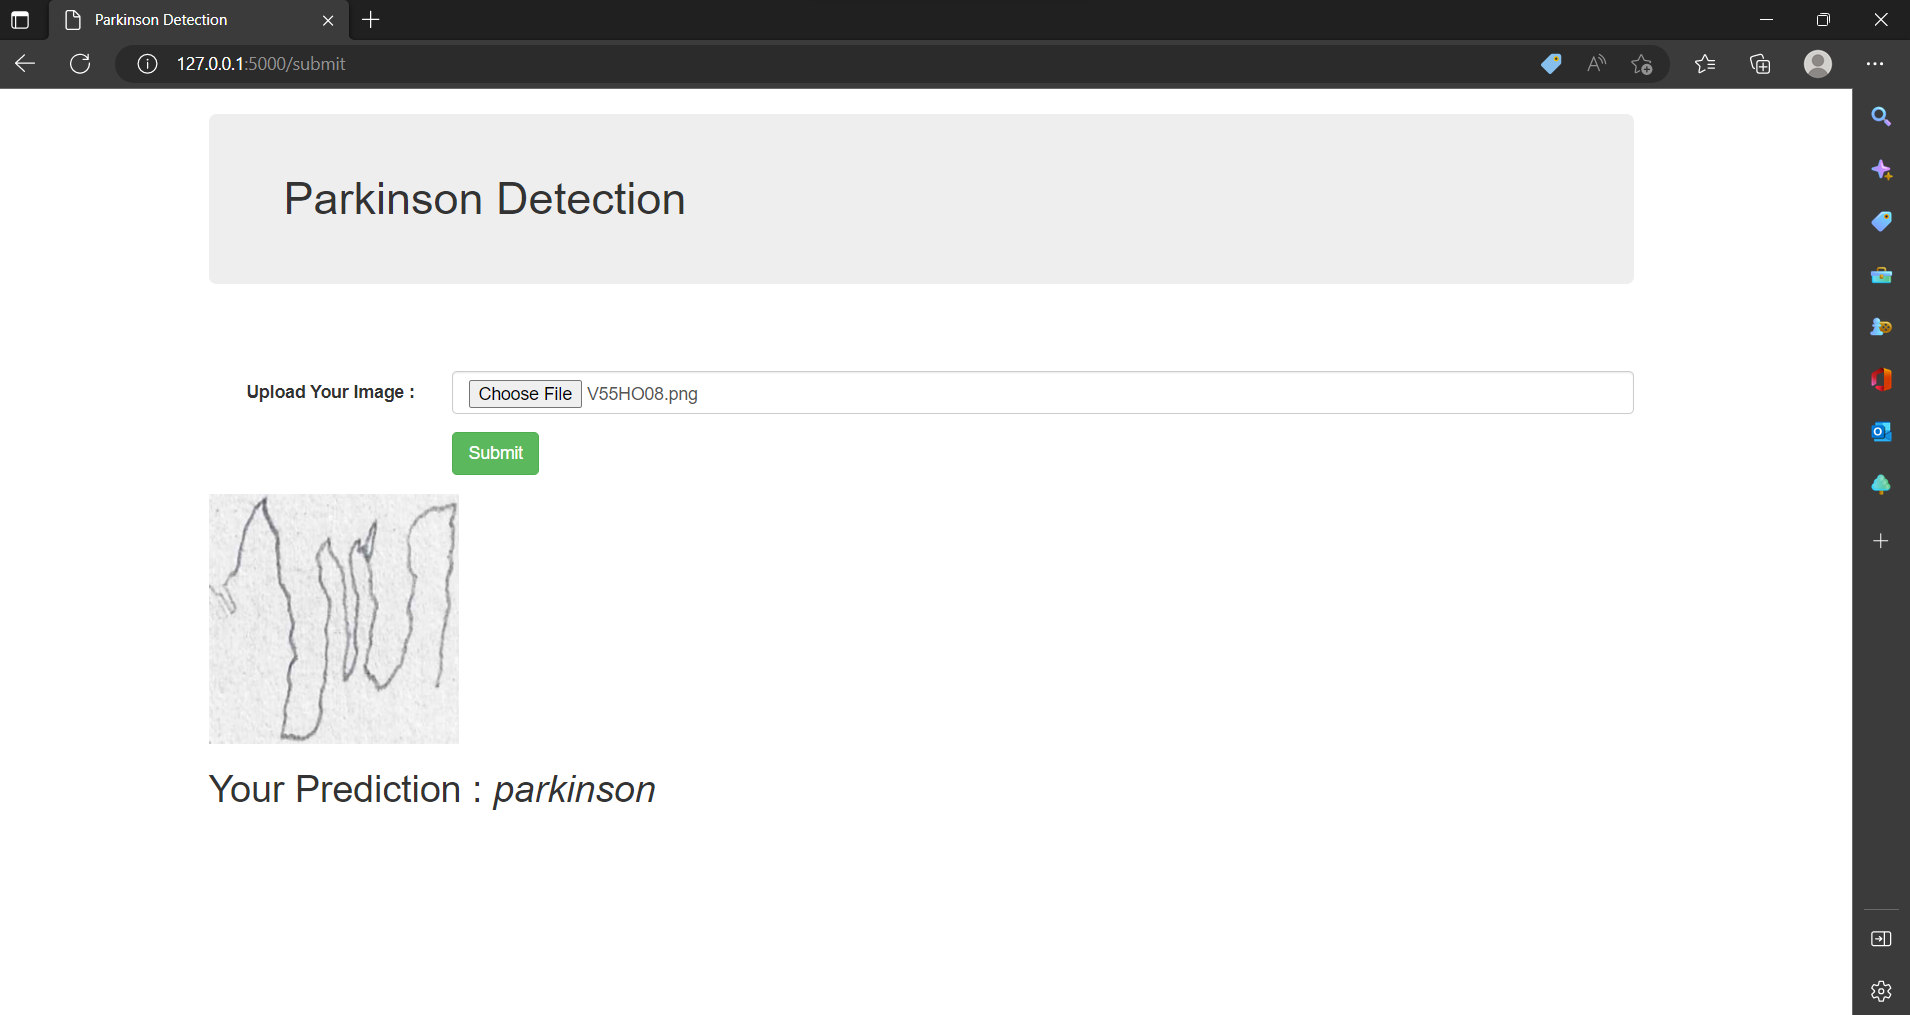 Parkinson Detection
127.0.0.1:5000/submit
Parkinson Detection
Upload Your Image :
Choose File V55HO08.png
Submit
Your Prediction : parkinson